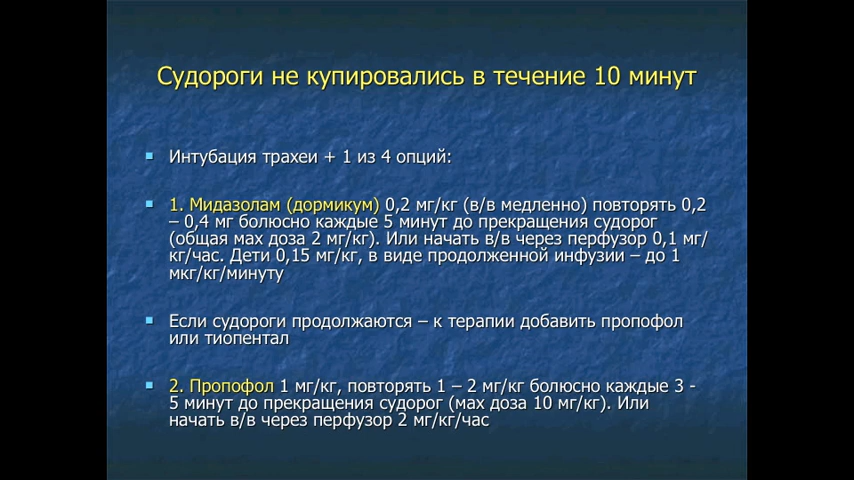 Судороги не купировались в течение 10 минут
Интубация трахеи + 1 из 4 опций:
1. Мидазолам (дормикум) 0,2 мг/кг (в/в медленно) повторять 0,2
– 0,4 мг болюсно каждые 5 минут до прекращения судорог
(общая мах доза 2 мг/кг). Или начать в/в через перфузор 0,1 мг/
кг/час. Дети 0,15 мг/кг, в виде продолженной инфузии – до 1
мкг/кг/минуту
Если судороги продолжаются – к терапии добавить пропофол
или тиопентал
2. Пропофол 1 мг/кг, повторять 1 – 2 мг/кг болюсно каждые 3 -
5 минут до прекращения судорог (мах доза 10 мг/кг). Или
начать в/в через перфузор 2 мг/кг/час